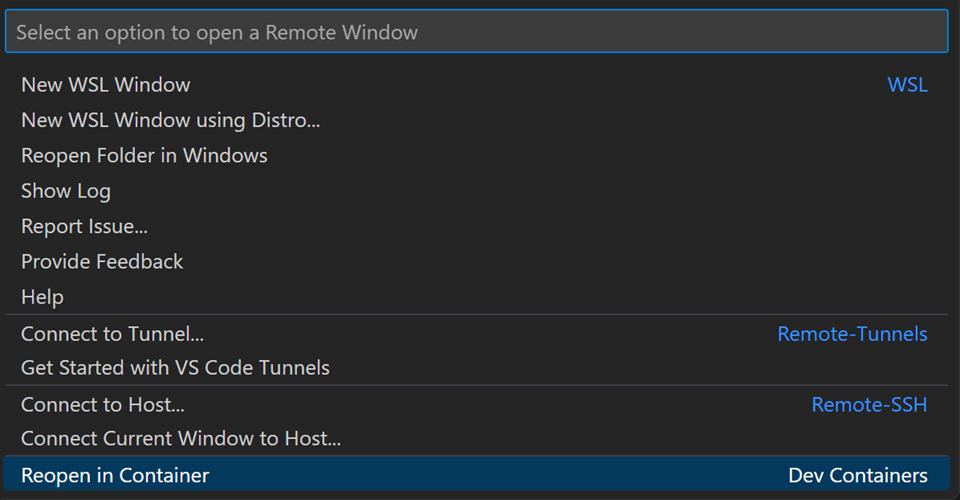 Select an option to open a Remote Window
New WSL Window WSL
New WSL Window using Distro...
Reopen Folder in Windows
Show Log
Report Issue...
Provide Feedback
Help
Connect to Tunnel... Remote-Tunnels
Get Started with VS Code Tunnels
Connect to Host... Remote-SSH
Connect Current Window to Host...
Reopen in Container Dev Containers